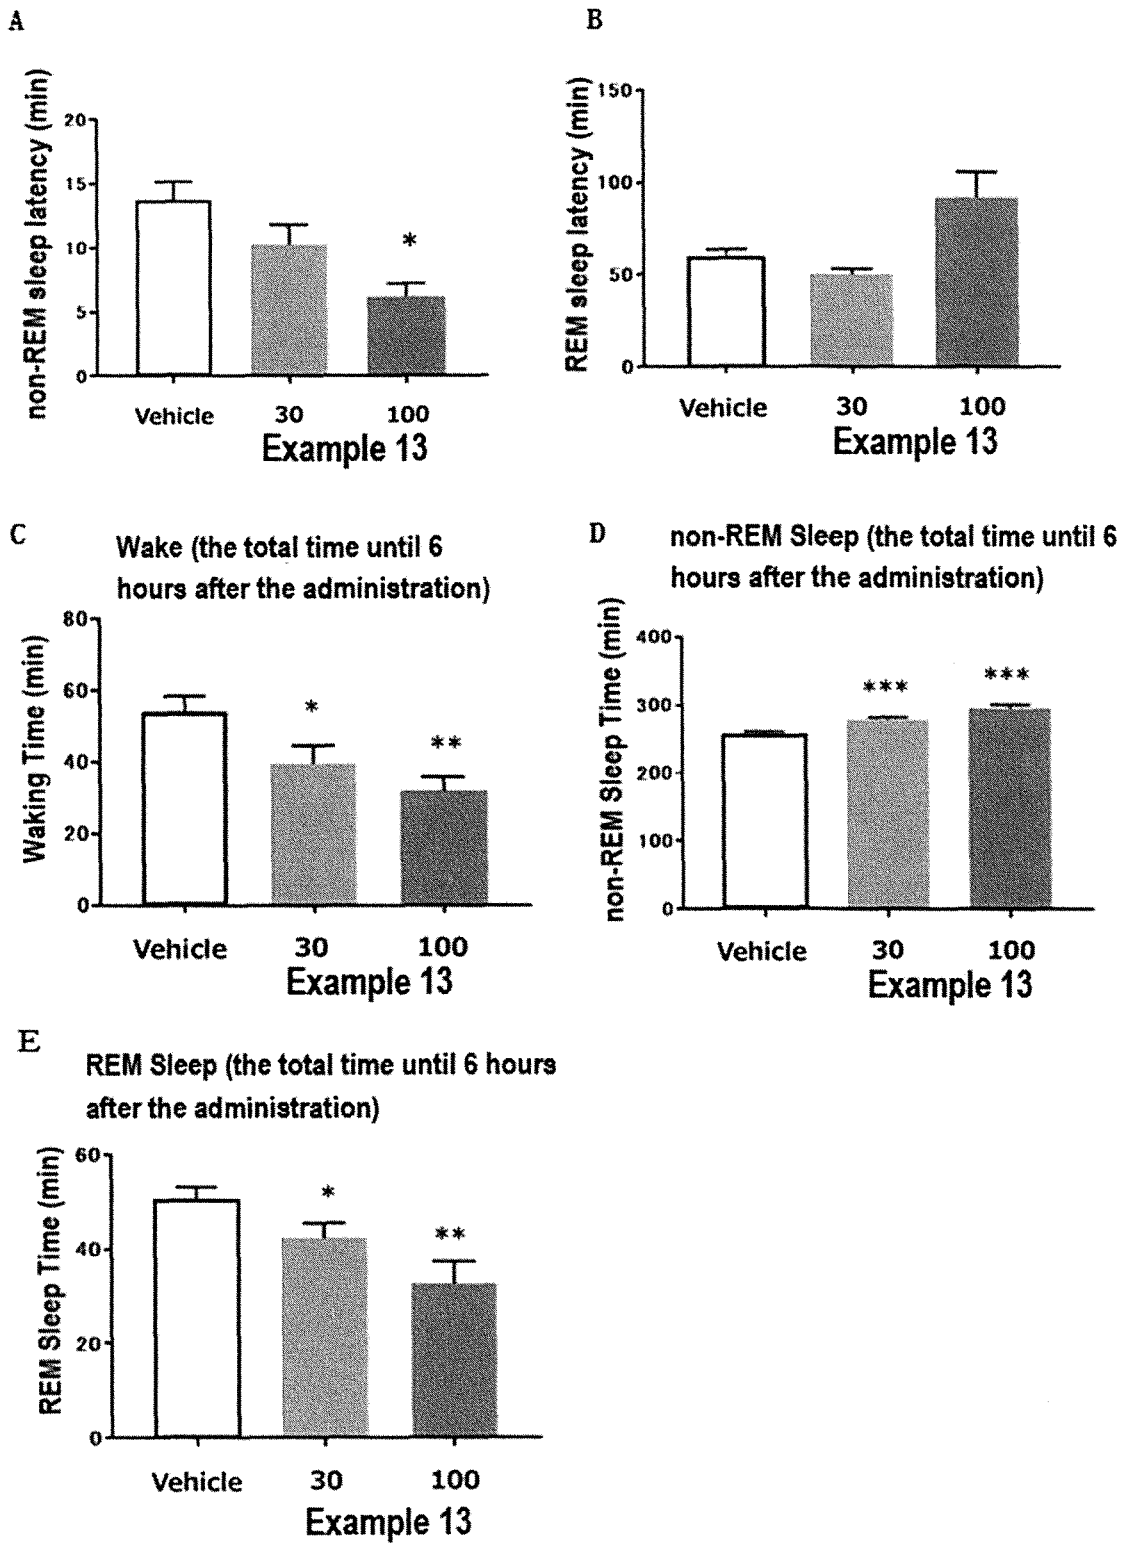 A
non-REM sleep latency (min)
20
15
10
5
0
*
Vehicle 30 100
Example 13
B
REM sleep latency (min)
150
100
50
0
Vehicle 30 100
Example 13
C
Wake (the total time until 6
hours after the administration)
Waking Time (min)
80
60
40
20
0
*
**
Vehicle 30 100
Example 13
D
non-REM Sleep (the total time until 6
hours after the administration)
non-REM Sleep Time (min)
400
300
200
100
0
***
***
Vehicle 30 100
Example 13
E
REM Sleep (the total time until 6 hours
after the administration)
REM Sleep Time (min)
60
40
20
0
*
**
Vehicle 30 100
Example 13